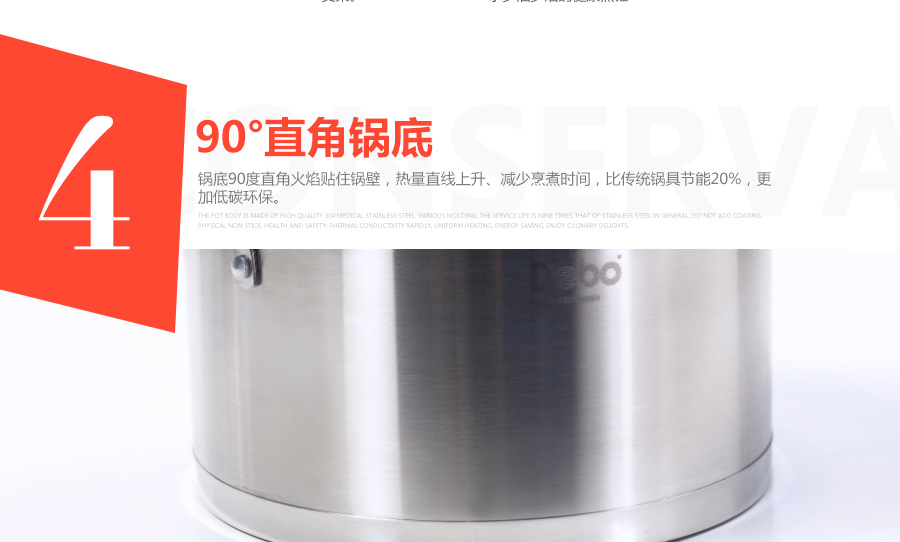 4
90°直角锅底
锅底90度直角火焰贴住锅壁，热量直线上升、减少烹煮时间，比传统锅具节能20%，更
加低碳环保。
THE POT BODY IS MADE OF HIGH QUALITY 304 MEDICAL STAINLESS STEEL, VARIOUS MOLDING, THE SERVICE LIFE IS NINE TIMES THAT OF STAINLESS STEEL IN GENERAL, DO NOT ADD COATING
PHYSICAL NON STICK, HEALTH AND SAFETY; THERMAL CONDUCTIVITY RAPIDLY, UNIFORM HEATING, ENERGY SAVING, ENJOY CULINARY DELIGHTS.
Debo